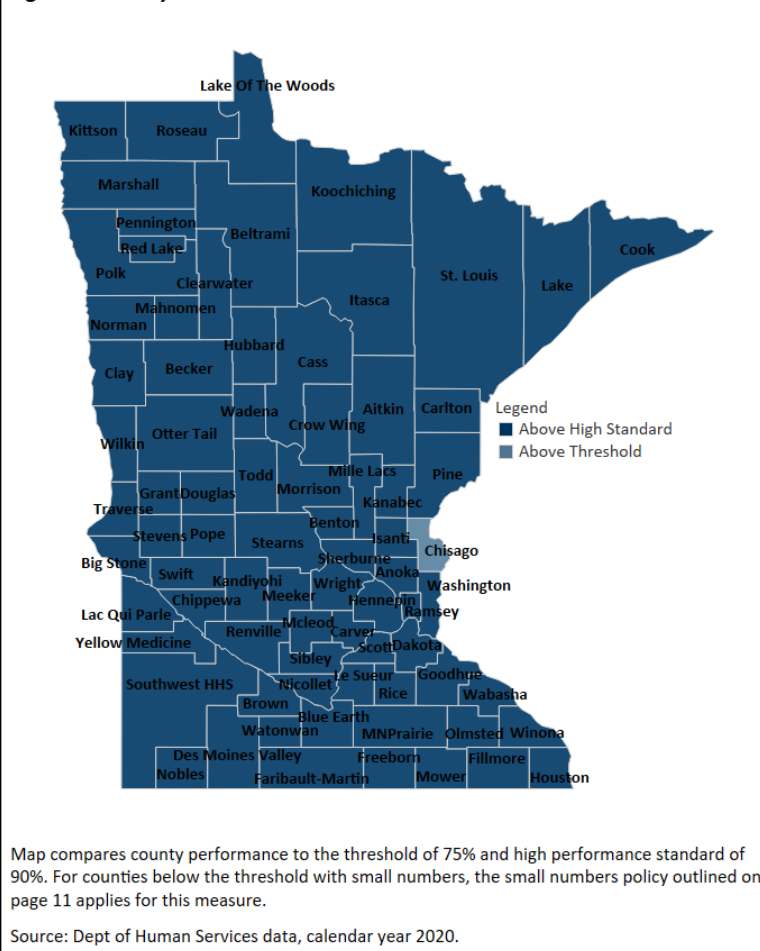 Lake Of The Woods
Kittson
Roseau
Marshall
Koochiching
Pennington
Beltrami
Red Lake
Cook
Polk
St. Louis
Clearwater
Lake
Itasca
Mahnomen
Norman
Hubbard
Cass
Becker
Clay
Wadena
Aitkin
Carlton
Legend
Crow Wing
Above High Standard
Otter Tail
Wilkin
Above Threshold
Mille Lacs
Todd
Pine
Morrison
Grant
Douglas
Kanabec
Traverse
Benton
Stevens
Pope
Isanti
Stearns
Chisago
Sherburne
Big Stone
Anoka
Swift
Kandiyohi
Wright
Washington
Meeker
Chippewa
Hennepin
Ramsey
Lac Qui Parle
Mcleod
Renville
Carver
Yellow Medicine
Scott
Dakota
Sibley
Le Sueur
Goodhue
Southwest HHS
Nicollet
Rice
Wabasha
Brown
Blue Earth
Watonwan
MNPrairie
Olmsted
Winona
Des Moines Valley
Freeborn
Fillmore
Nobles
Faribault-Martin
Mower
Houston
Map compares county performance to the threshold of 75% and high performance standard of
90%. For counties below the threshold with small numbers, the small numbers policy outlined on
page 11 applies for this measure.
Source: Dept of Human Services data, calendar year 2020.